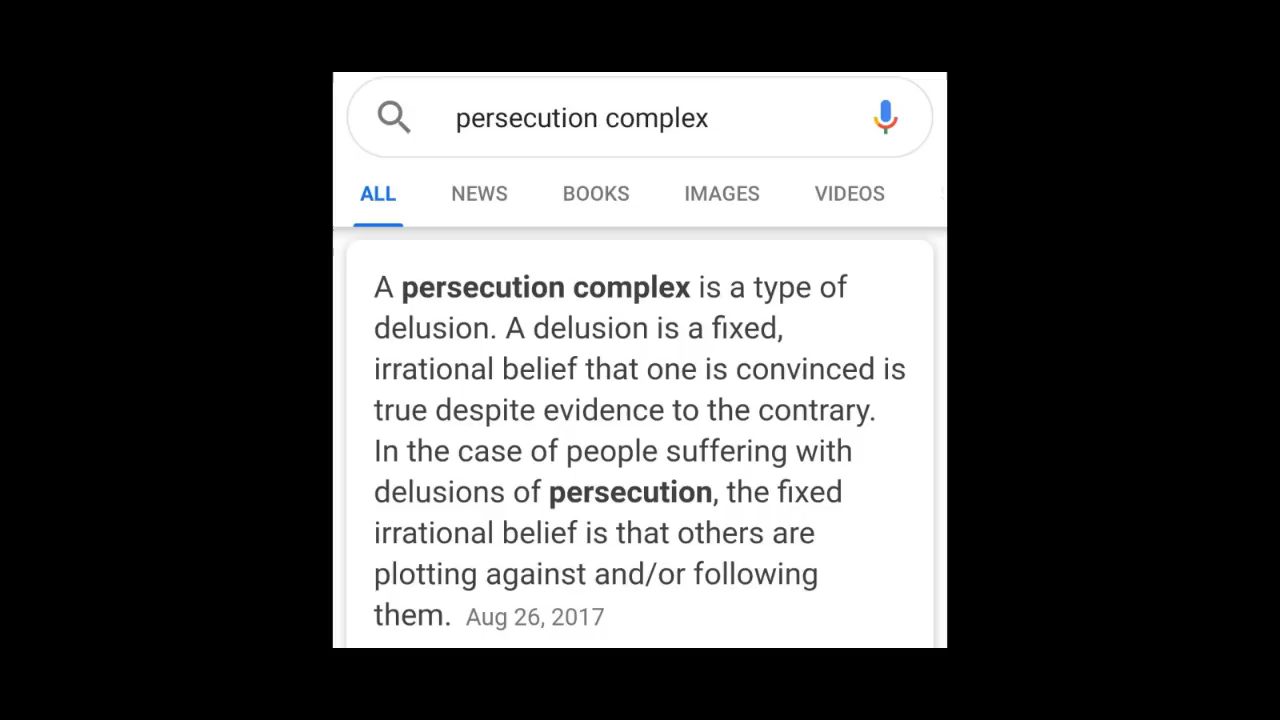 persecution complex
ALL NEWS BOOKS IMAGES VIDEOS
A persecution complex is a type of
delusion. A delusion is a fixed,
irrational belief that one is convinced is
true despite evidence to the contrary.
In the case of people suffering with
delusions of persecution, the fixed
irrational belief is that others are
plotting against and/or following
them. Aug 26, 2017